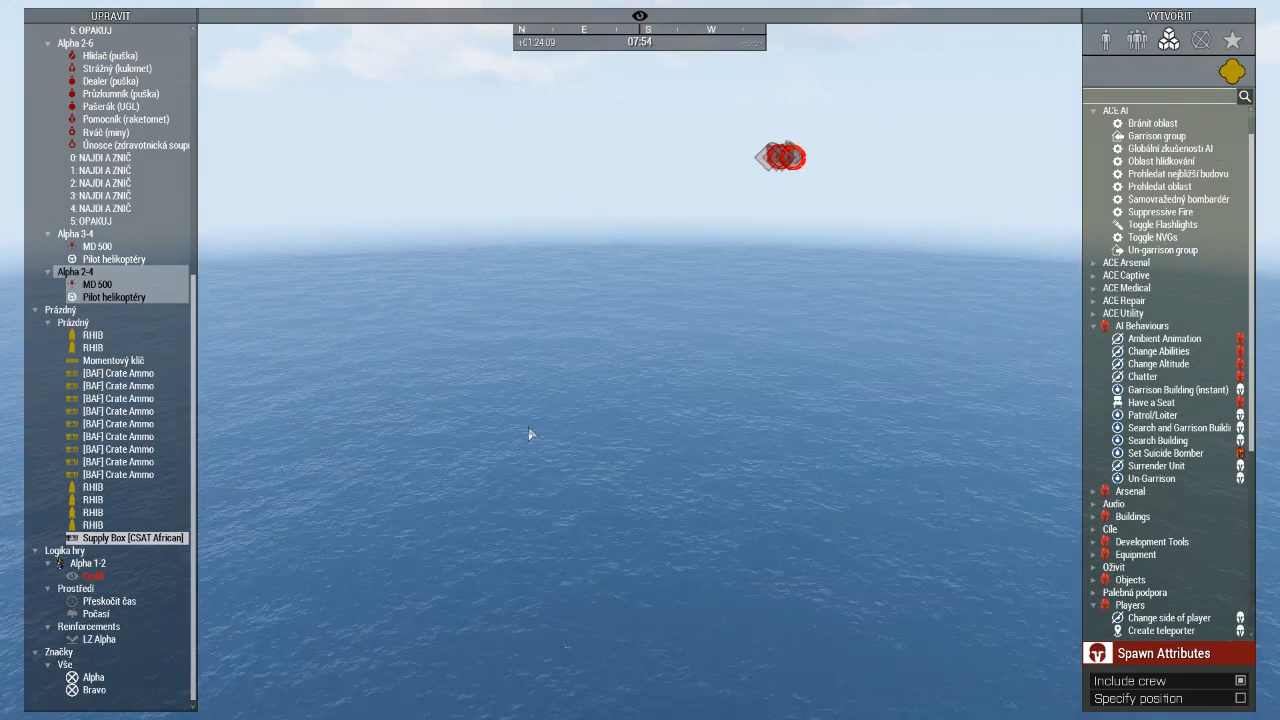 UPRAVIT
5: OPAKUJ
Alpha 2-6
Hlídač (puška)
Strážný (kulomet)
Dealer (puška)
Průzkumník (puška)
Pašerák (UGL)
Pomocník (raketomet)
Rváč (miny)
Únosce (zdravotnická soupi
0: NAJDI A ZNIČ
1: NAJDI A ZNIČ
2: NAJDI A ZNIČ
3: NAJDI A ZNIČ
4: NAJDI A ZNIČ
5: OPAKUJ
Alpha 3-4
MD 500
Pilot helikoptéry
Alpha 2-4
MD 500
Pilot helikoptéry
Prázdný
Prázdný
RHIB
RHIB
Momentový klíč
[BAF] Crate Ammo
[BAF] Crate Ammo
[BAF] Crate Ammo
[BAF] Crate Ammo
[BAF] Crate Ammo
[BAF] Crate Ammo
[BAF] Crate Ammo
[BAF] Crate Ammo
[BAF] Crate Ammo
RHIB
RHIB
RHIB
RHIB
Supply Box [CSAT African]
Logika hry
Alpha 1-2
Prostředí
Přeskočit čas
Počasí
Reinforcements
LZ Alpha
Značky
Vše
Alpha
Bravo
N E S W
+01:24:09 07:54
VYTVOŘIT
ACE AI
Bránit oblast
Garrison group
Globální zkušenosti AI
Oblast hlídkování
Prohledat nejbližší budovu
Prohledat oblast
Samovražedný bombardér
Suppressive Fire
Toggle Flashlights
Toggle NVGs
Un-garrison group
ACE Arsenal
ACE Captive
ACE Medical
ACE Repair
ACE Utility
AI Behaviours
Ambient Animation
Change Abilities
Change Altitude
Chatter
Garrison Building (instant)
Have a Seat
Patrol/Loiter
Search and Garrison Buildi
Search Building
Set Suicide Bomber
Surrender Unit
Un-Garrison
Arsenal
Audio
Buildings
Cíle
Development Tools
Equipment
Oživit
Objects
Palebná podpora
Players
Change side of player
Create teleporter
Spawn Attributes
Include crew
Specify position